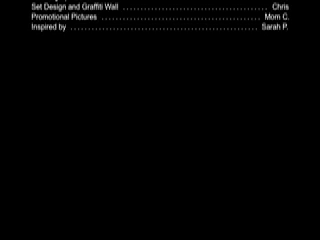 Set Design and Graffiti Wall ........................................ Chris
Promotional Pictures ............................................. Mom C.
Inspired by ..................................................... Sarah P.